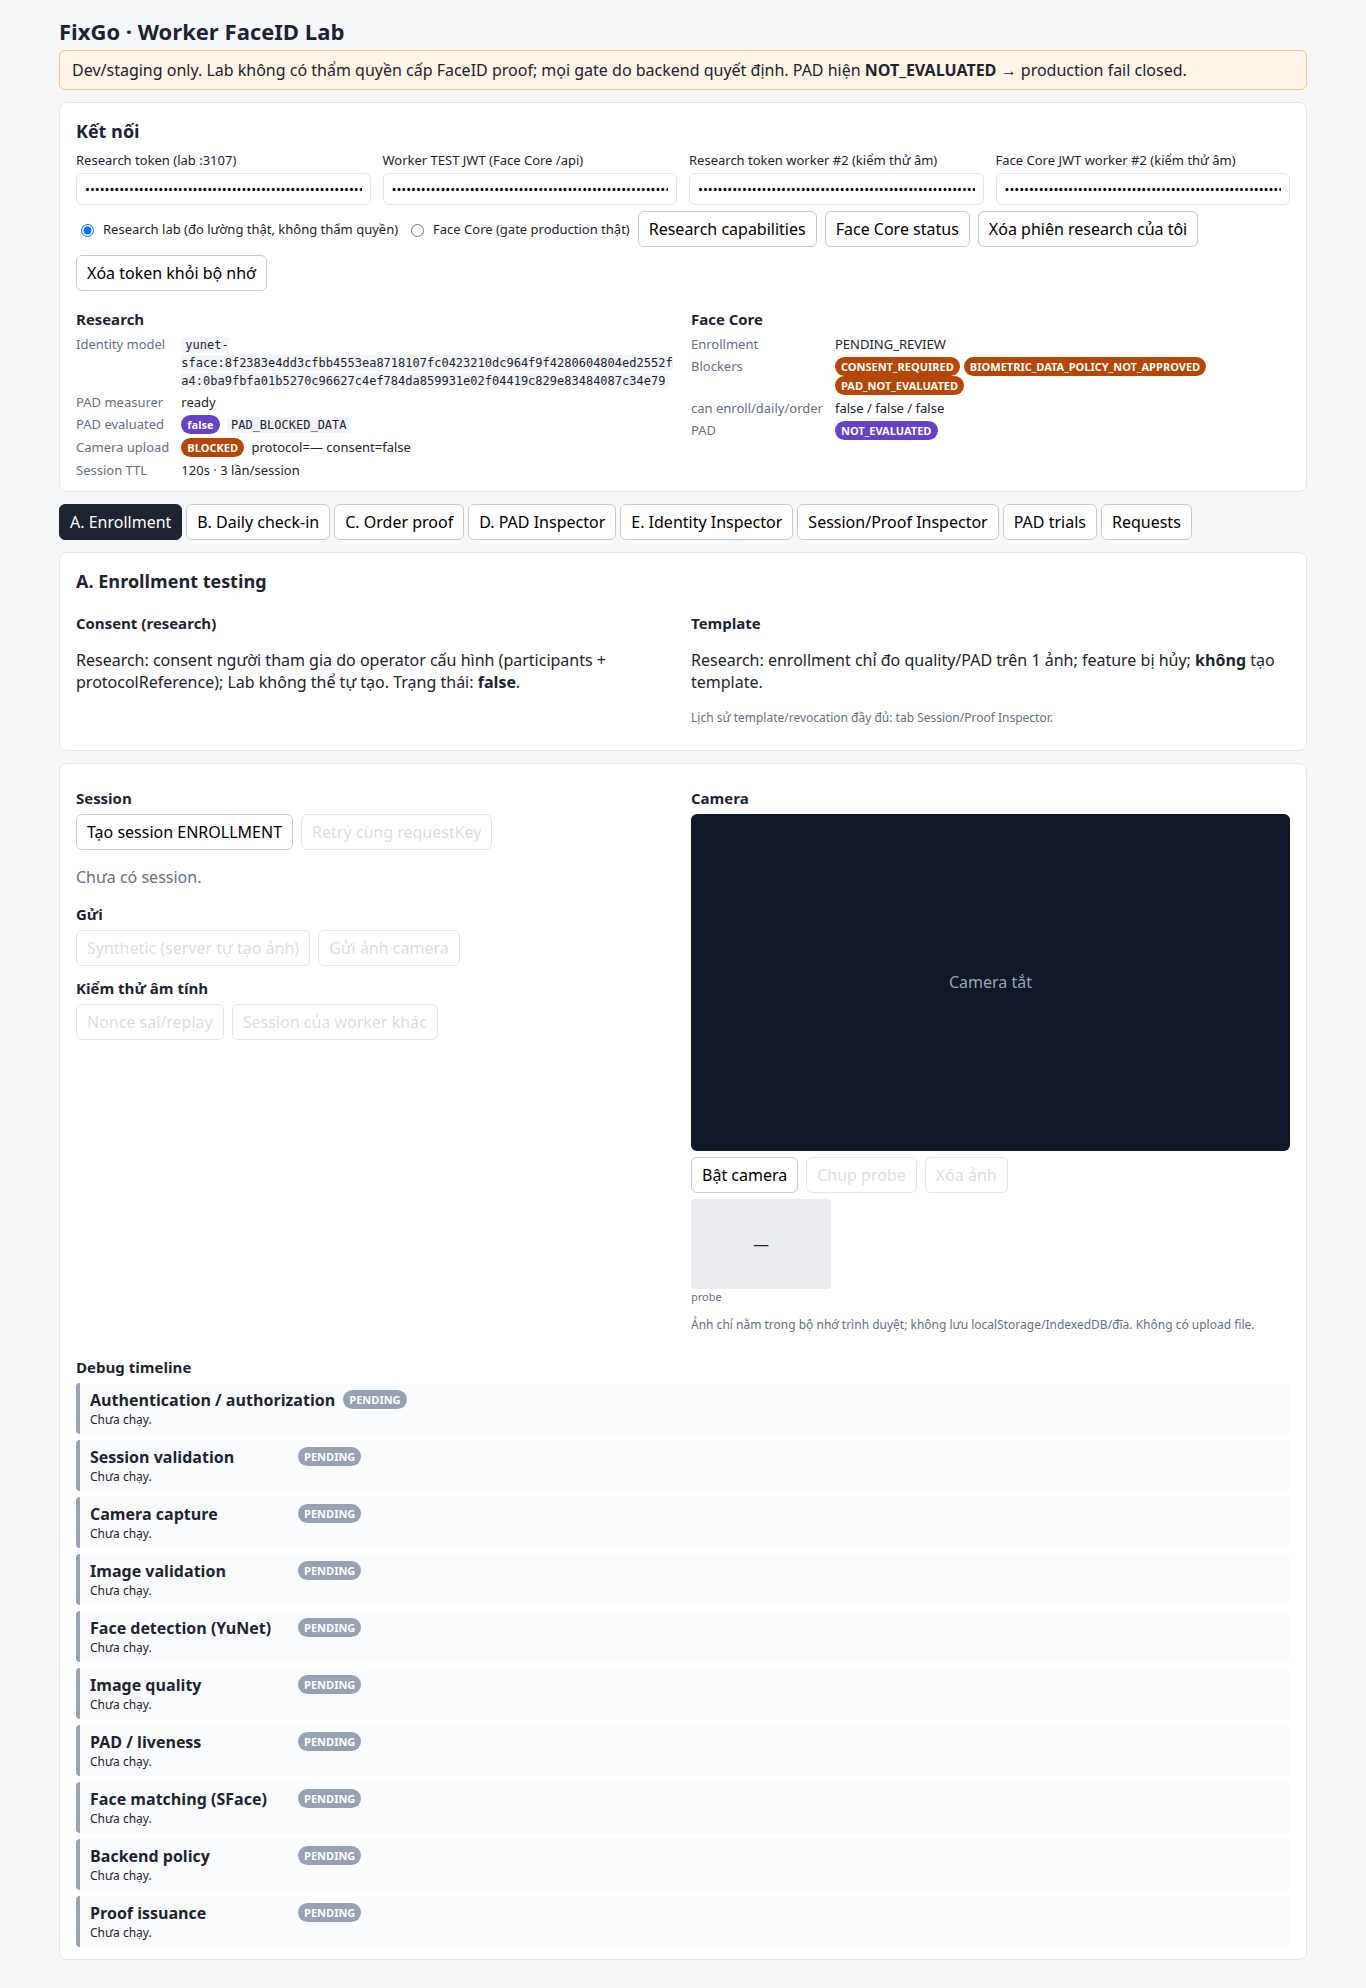 FixGo · Worker FaceID Lab
Dev/staging only. Lab không có thẩm quyền cấp FaceID proof; mọi gate do backend quyết định. PAD hiện NOT_EVALUATED → production fail closed.
Kết nối
Research token (lab :3107)
Worker TEST JWT (Face Core /api)
Research token worker #2 (kiểm thử âm)
Face Core JWT worker #2 (kiểm thử âm)
Research lab (đo lường thật, không thẩm quyền)
Face Core (gate production thật)
Research capabilities
Face Core status
Xóa phiên research của tôi
Xóa token khỏi bộ nhớ
Research
Identity model yunet-
sface:8f2383e4dd3cfbb4553ea8718107fc0423210dc964f9f4280604804ed2552f
a4:0ba9fbfa01b5270c96627c4ef784da859931e02f04419c829e83484087c34e79
PAD measurer ready
PAD evaluated false PAD_BLOCKED_DATA
Camera upload BLOCKED protocol=— consent=false
Session TTL 120s · 3 lần/session
Face Core
Enrollment PENDING_REVIEW
Blockers CONSENT_REQUIRED BIOMETRIC_DATA_POLICY_NOT_APPROVED
PAD_NOT_EVALUATED
can enroll/daily/order false / false / false
PAD NOT_EVALUATED
A. Enrollment
B. Daily check-in
C. Order proof
D. PAD Inspector
E. Identity Inspector
Session/Proof Inspector
PAD trials
Requests
A. Enrollment testing
Consent (research)
Research: consent người tham gia do operator cấu hình (participants +
protocolReference); Lab không thể tự tạo. Trạng thái: false.
Template
Research: enrollment chỉ đo quality/PAD trên 1 ảnh; feature bị hủy; không tạo
template.
Lịch sử template/revocation đầy đủ: tab Session/Proof Inspector.
Session
Tạo session ENROLLMENT
Retry cùng requestKey
Chưa có session.
Gửi
Synthetic (server tự tạo ảnh)
Gửi ảnh camera
Kiểm thử âm tính
Nonce sai/replay
Session của worker khác
Camera
Camera tắt
Bật camera
Chụp probe
Xóa ảnh
—
probe
Ảnh chỉ nằm trong bộ nhớ trình duyệt; không lưu localStorage/IndexedDB/đĩa. Không có upload file.
Debug timeline
Authentication / authorization PENDING
Chưa chạy.
Session validation PENDING
Chưa chạy.
Camera capture PENDING
Chưa chạy.
Image validation PENDING
Chưa chạy.
Face detection (YuNet) PENDING
Chưa chạy.
Image quality PENDING
Chưa chạy.
PAD / liveness PENDING
Chưa chạy.
Face matching (SFace) PENDING
Chưa chạy.
Backend policy PENDING
Chưa chạy.
Proof issuance PENDING
Chưa chạy.